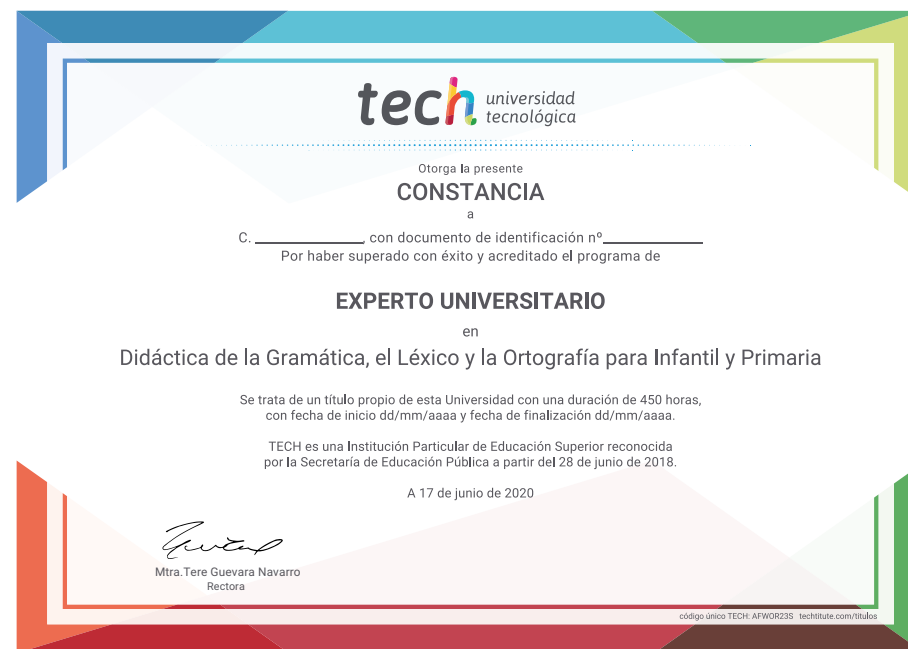 tech universidad
tecnológica
Otorga la presente
CONSTANCIA
a
C. ______________, con documento de identificación nº_____________
Por haber superado con éxito y acreditado el programa de
EXPERTO UNIVERSITARIO
en
Didáctica de la Gramática, el Léxico y la Ortografía para Infantil y Primaria
Se trata de un título propio de esta Universidad con una duración de 450 horas,
con fecha de inicio dd/mm/aaaa y fecha de finalización dd/mm/aaaa.
TECH es una Institución Particular de Educación Superior reconocida
por la Secretaría de Educación Pública a partir del 28 de junio de 2018.
A 17 de junio de 2020
Mtra.Tere Guevara Navarro
Rectora
código único TECH: AFWOR23S techtitute.com/titulos